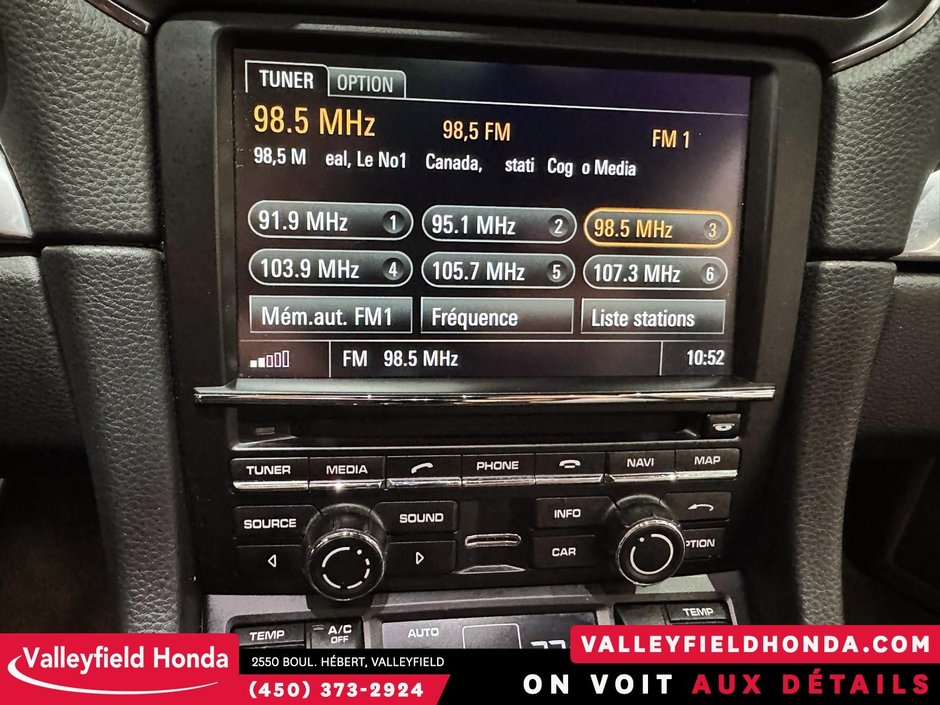 TUNER OPTION
98.5 MHz 98,5 FM FM 1
98,5 M eal, Le No1 Canada, stati Cog o Media
91.9 MHz 1 95.1 MHz 2 98.5 MHz 3
103.9 MHz 4 105.7 MHz 5 107.3 MHz 6
Mém.aut. FM1 Fréquence Liste stations
FM 98.5 MHz 10:52
TUNER MEDIA PHONE NAVI MAP
SOURCE SOUND INFO
CAR PTION
TEMP A/C OFF AUTO TEMP
Valleyfield Honda
2550 BOUL. HÉBERT, VALLEYFIELD
(450) 373-2924
VALLEYFIELDHONDA.COM
ON VOIT AUX DÉTAILS